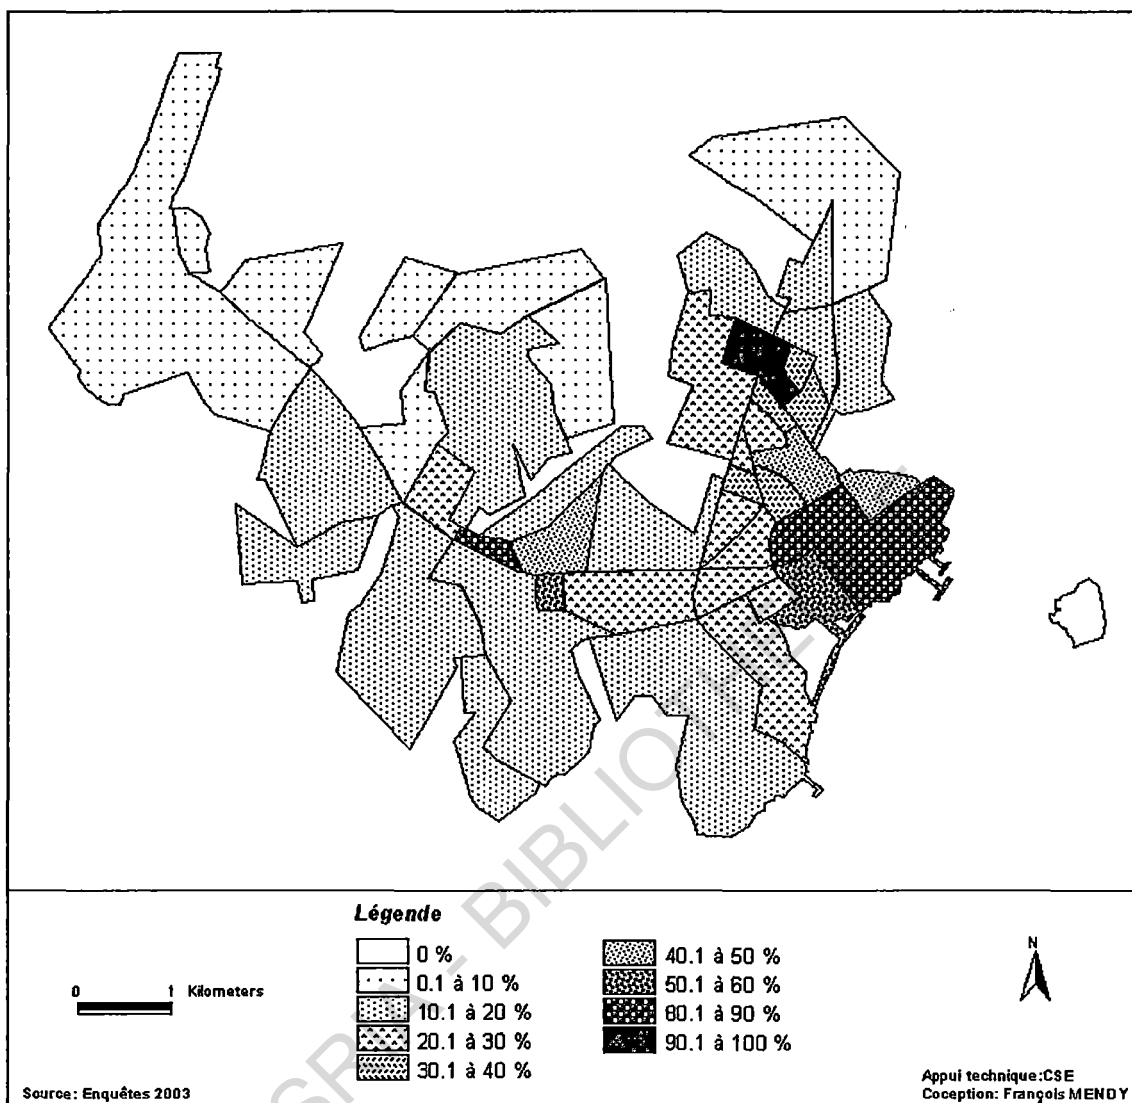 Légende
0 %
0.1 à 10 %
10.1 à 20 %
20.1 à 30 %
30.1 à 40 %
40.1 à 50 %
50.1 à 60 %
80.1 à 90 %
90.1 à 100 %
0 1 Kilometers
N
Source: Enquêtes 2003
Appui technique:CSE
Coception: François MENDY
- BIBLIOT